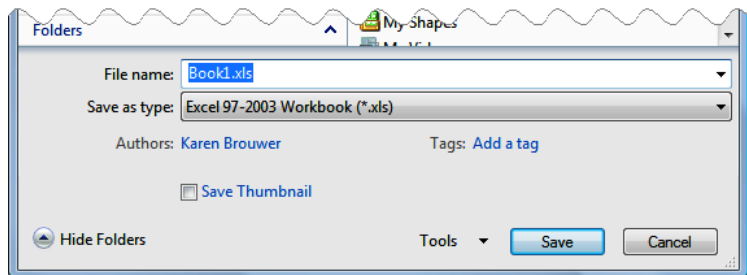 Folders
My Shapes
File name: Book1.xls
Save as type: Excel 97-2003 Workbook (*.xls)
Authors: Karen Brouwer Tags: Add a tag
Save Thumbnail
Hide Folders Tools Save Cancel